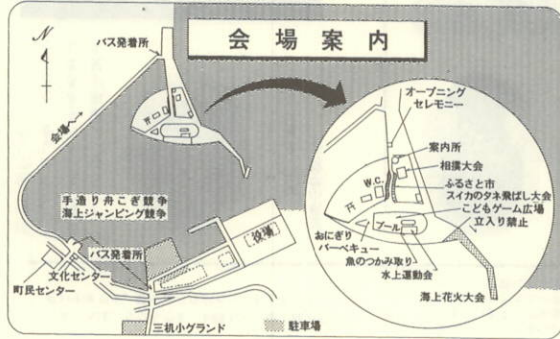 会場案内
N
バス発着所
会場
手造り舟こぎ競争
海上ジャンピング競争
バス発着所
役場
文化センター
町民センター
三机小グランド
駐車場
オープニング
セレモニー
案内所
相撲大会
W.C.
ふるさと市
スイカのタネ飛ばし大会
こどもゲーム広場
立入り禁止
プール
おにぎり
バーベキュー
魚のつかみ取り
水上運動会
海上花火大会